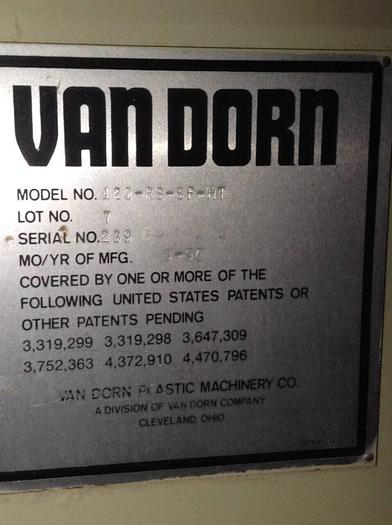 VAN DORN
MODEL NO. 120-RS-8F-HT
LOT NO. 7
SERIAL NO. 239
MO/YR OF MFG.
COVERED BY ONE OR MORE OF THE
FOLLOWING UNITED STATES PATENTS OR
OTHER PATENTS PENDING
3,319,299 3,319,298 3,647,309
3,752,363 4,372,910 4,470,796
VAN DORN PLASTIC MACHINERY CO.
A DIVISION OF VAN DORN COMPANY
CLEVELAND, OHIO